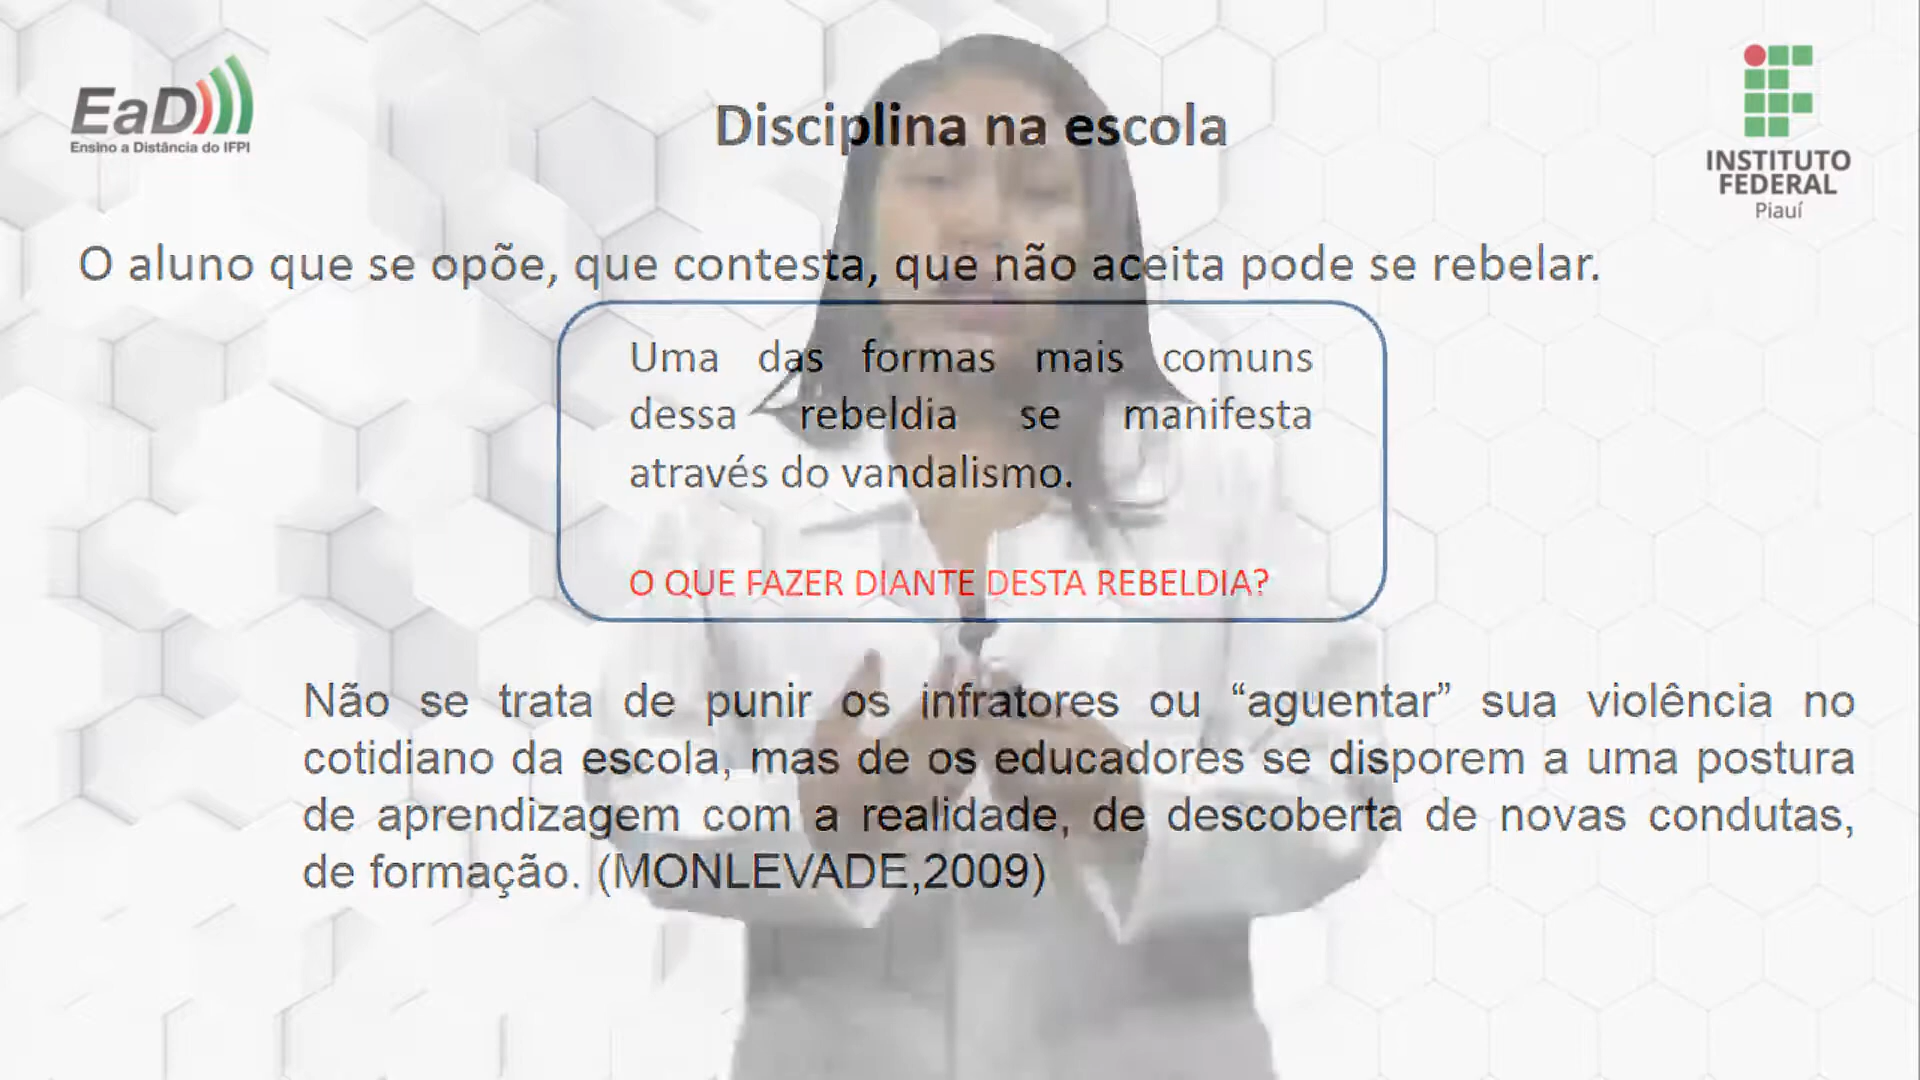 EaD
Ensino a Distância do IFPI
Disciplina na escola
INSTITUTO
FEDERAL
Piauí
O aluno que se opõe, que contesta, que não aceita pode se rebelar.
Uma das formas mais comuns
dessa rebeldia se manifesta
através do vandalismo.
O QUE FAZER DIANTE DESTA REBELDIA?
Não se trata de punir os infratores ou “aguentar” sua violência no
cotidiano da escola, mas de os educadores se disporem a uma postura
de aprendizagem com a realidade, de descoberta de novas condutas,
de formação. (MONLEVADE,2009)